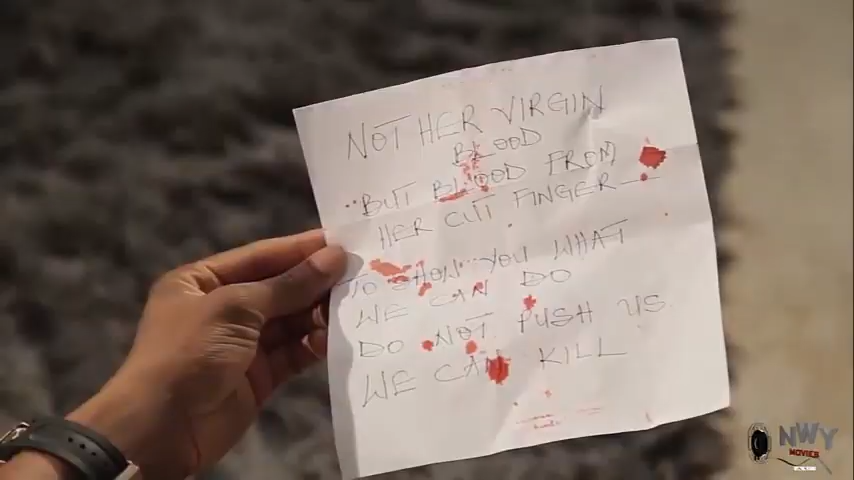 NOT HER VIRGIN
BLOOD
..BUT BLOOD FROM
HER CUT FINGER—
TO SHOW YOU WHAT
WE CAN DO
DO NOT PUSH US
WE CAN KILL
NWY
MOVIES